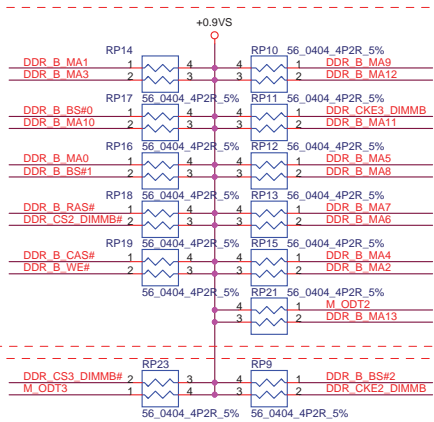 +0.9VS
RP14 RP10 56_0404_4P2R_5%
DDR_B_MA1 1 4 4 1 DDR_B_MA9
DDR_B_MA3 2 3 3 2 DDR_B_MA12
RP17 56_0404_4P2R_5% RP11 56_0404_4P2R_5%
DDR_B_BS#0 1 4 4 1 DDR_CKE3_DIMMB
DDR_B_MA10 2 3 3 2 DDR_B_MA11
RP16 56_0404_4P2R_5% RP12 56_0404_4P2R_5%
DDR_B_MA0 1 4 4 1 DDR_B_MA5
DDR_B_BS#1 2 3 3 2 DDR_B_MA8
RP18 56_0404_4P2R_5% RP13 56_0404_4P2R_5%
DDR_B_RAS# 1 4 4 1 DDR_B_MA7
DDR_CS2_DIMMB# 2 3 3 2 DDR_B_MA6
RP19 56_0404_4P2R_5% RP15 56_0404_4P2R_5%
DDR_B_CAS# 1 4 4 1 DDR_B_MA4
DDR_B_WE# 2 3 3 2 DDR_B_MA2
56_0404_4P2R_5% RP21 56_0404_4P2R_5%
4 1 M_ODT2
3 2 DDR_B_MA13
RP23 56_0404_4P2R_5%
RP9
DDR_CS3_DIMMB# 2 3 4 1 DDR_B_BS#2
M_ODT3 1 4 3 2 DDR_CKE2_DIMMB
56_0404_4P2R_5% 56_0404_4P2R_5%